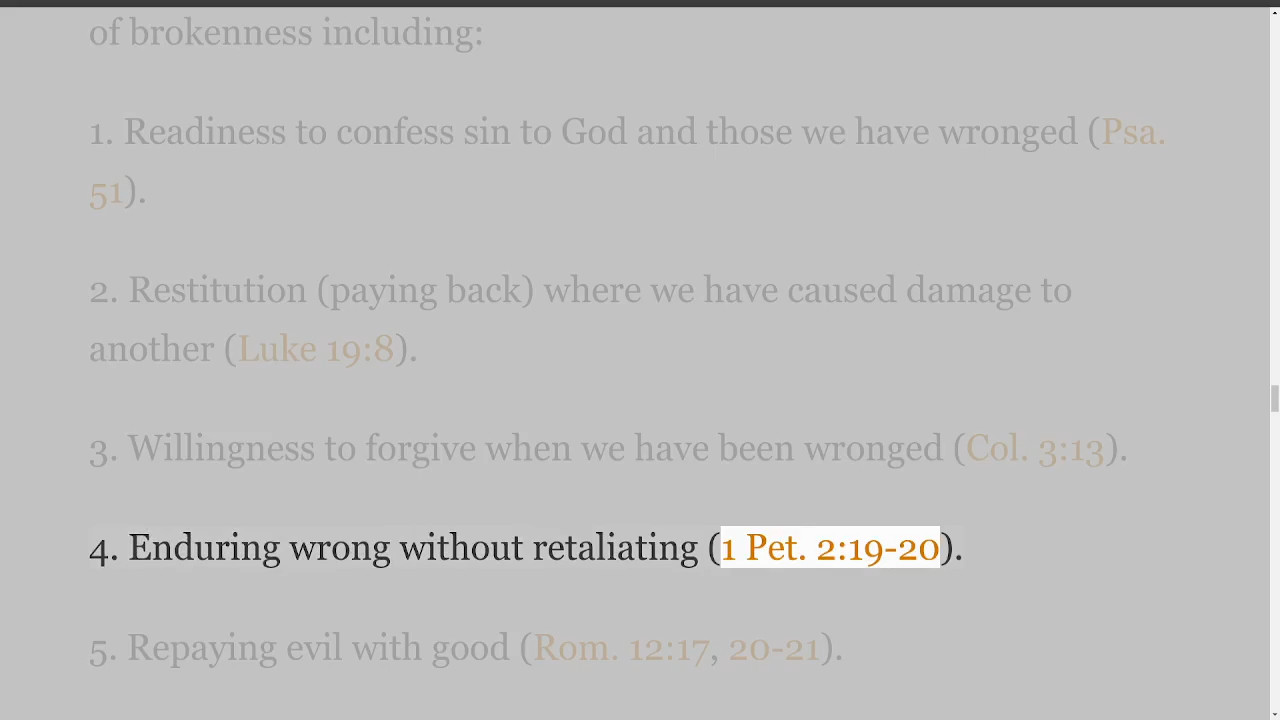 of brokenness including:
1. Readiness to confess sin to God and those we have wronged (Psa.
51).
2. Restitution (paying back) where we have caused damage to
another (Luke 19:8).
3. Willingness to forgive when we have been wronged (Col. 3:13).
4. Enduring wrong without retaliating (1 Pet. 2:19-20).
5. Repaying evil with good (Rom. 12:17, 20-21).